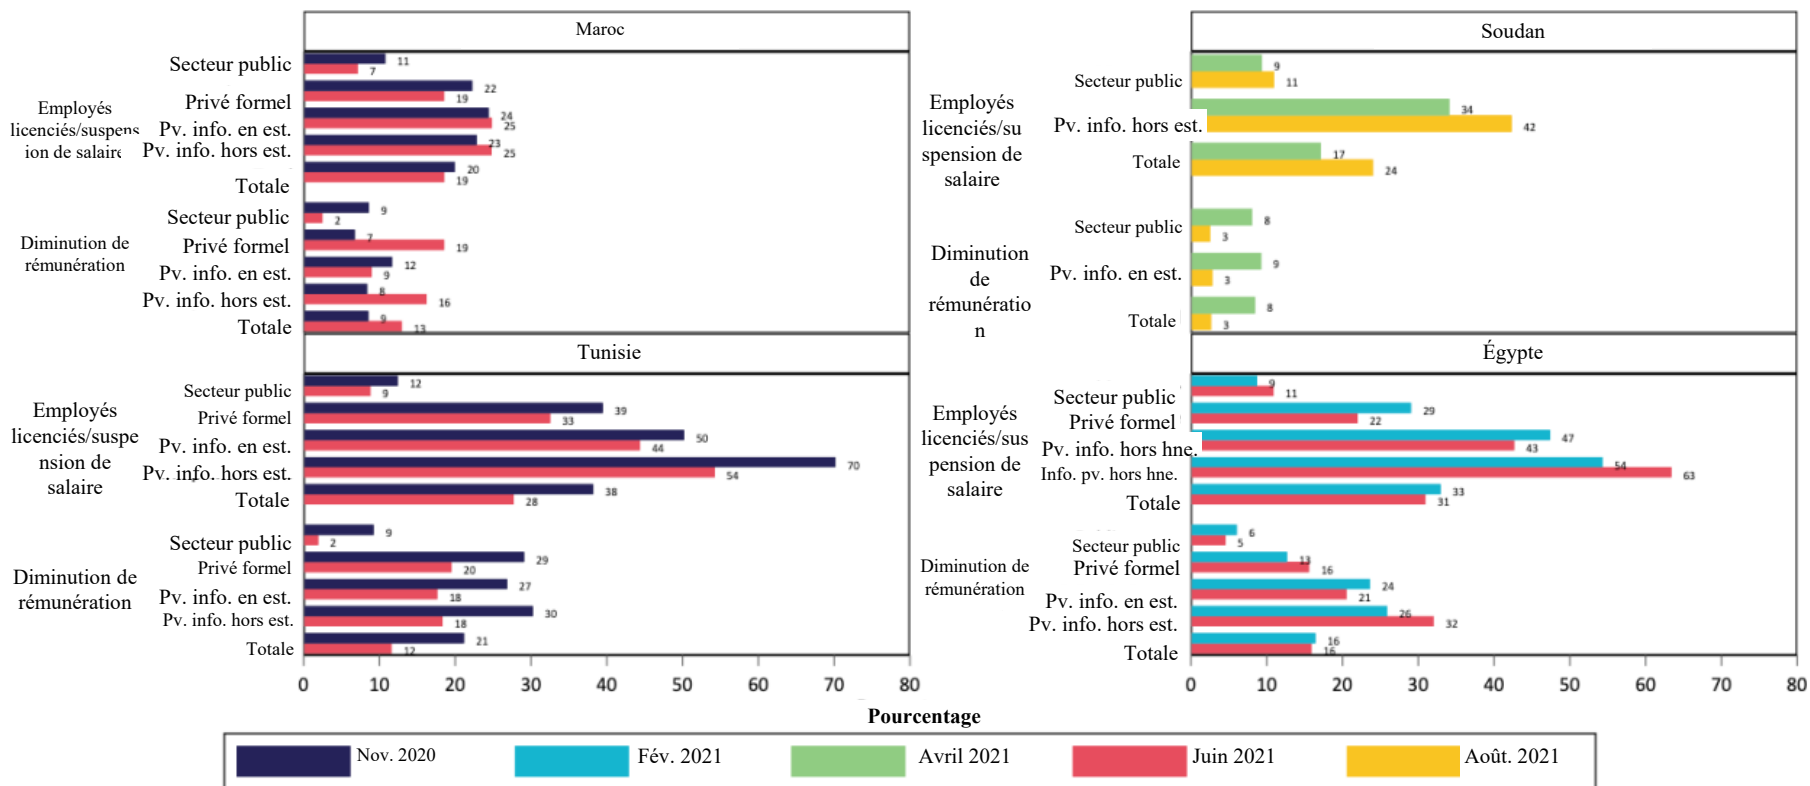 Maroc
Employés
licenciés/suspens
ion de salaire
Secteur public
11
7
Privé formel
22
19
Pv. info. en est.
24
25
Pv. info. hors est.
23
25
Totale
20
19
Diminution de
rémunération
Secteur public
9
2
Privé formel
7
19
Pv. info. en est.
12
9
Pv. info. hors est.
8
16
Totale
9
13
Soudan
Employés
licenciés/su
spension de
salaire
Secteur public
9
11
Pv. info. hors est.
34
42
Totale
17
24
Diminution
de
rémunératio
n
Secteur public
8
3
Pv. info. en est.
9
3
Totale
8
3
Tunisie
Employés
licenciés/suspe
nsion de
salaire
Secteur public
12
9
Privé formel
39
33
Pv. info. en est.
50
44
Pv. info. hors est.
70
54
Totale
38
28
Diminution de
rémunération
Secteur public
9
2
Privé formel
29
20
Pv. info. en est.
27
18
Pv. info. hors est.
30
18
Totale
21
12
0 10 20 30 40 50 60 70 80
Égypte
Employés
licenciés/sus
pension de
salaire
Secteur public
9
11
Privé formel
29
22
Pv. info. hors hne.
47
43
Info. pv. hors hne.
54
63
Totale
33
31
Diminution de
rémunération
Secteur public
6
5
Privé formel
13
16
Pv. info. en est.
24
21
Pv. info. hors est.
26
32
Totale
16
16
0 10 20 30 40 50 60 70 80
Pourcentage
Nov. 2020 Fév. 2021 Avril 2021 Juin 2021 Août. 2021